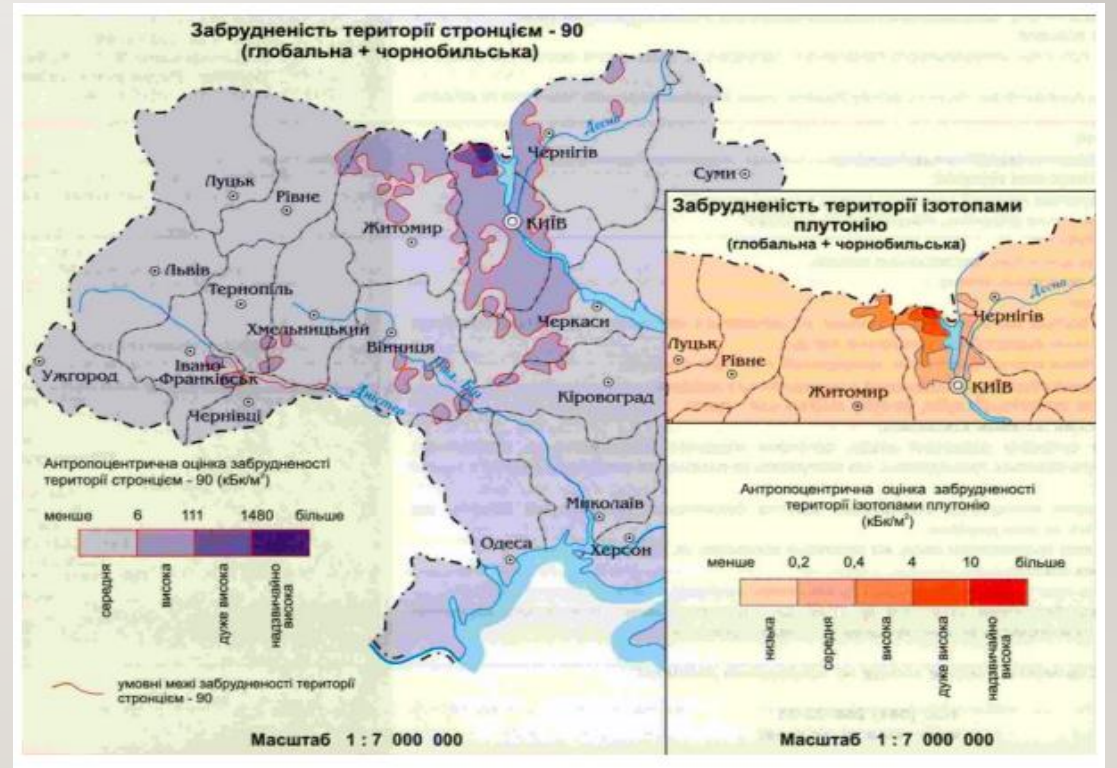 Забрудненість території стронцієм - 90
(глобальна + чорнобильська)
Десна
Чернігів
Суми
Луцьк
Рівне
Житомир
КИЇВ
Львів
Тернопіль
Хмельницький
Вінниця
Черкаси
Ужгород
Івано-
Франківськ
Чернівці
Дністер
Пвд. Буг
Кіровоград
Миколаїв
Одеса
Херсон
Антропоцентрична оцінка забрудненості
території стронцієм - 90 (кБк/м²)
менше 6 111 1480 більше
середня
висока
дуже висока
надзвичайно
висока
умовні межі забрудненості території
стронцієм - 90
Масштаб 1 : 7 000 000
Забрудненість території ізотопами
плутонію
(глобальна + чорнобильська)
Десна
Чернігів
Луцьк
Рівне
Житомир
КИЇВ
Антропоцентрична оцінка забрудненості
території ізотопами плутонію
(кБк/м²)
менше 0,2 0,4 4 10 більше
низька
середня
висока
дуже висока
надзвичайно
висока
Масштаб 1 : 7 000 000